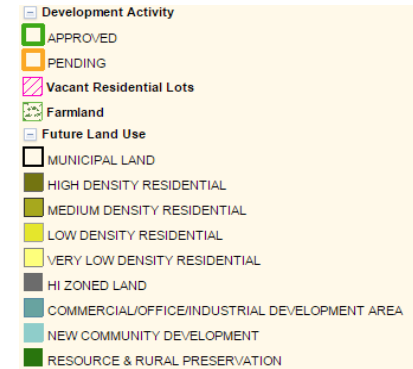 Development Activity
APPROVED
PENDING
Vacant Residential Lots
Farmland
Future Land Use
MUNICIPAL LAND
HIGH DENSITY RESIDENTIAL
MEDIUM DENSITY RESIDENTIAL
LOW DENSITY RESIDENTIAL
VERY LOW DENSITY RESIDENTIAL
HI ZONED LAND
COMMERCIAL/OFFICE/INDUSTRIAL DEVELOPMENT AREA
NEW COMMUNITY DEVELOPMENT
RESOURCE & RURAL PRESERVATION